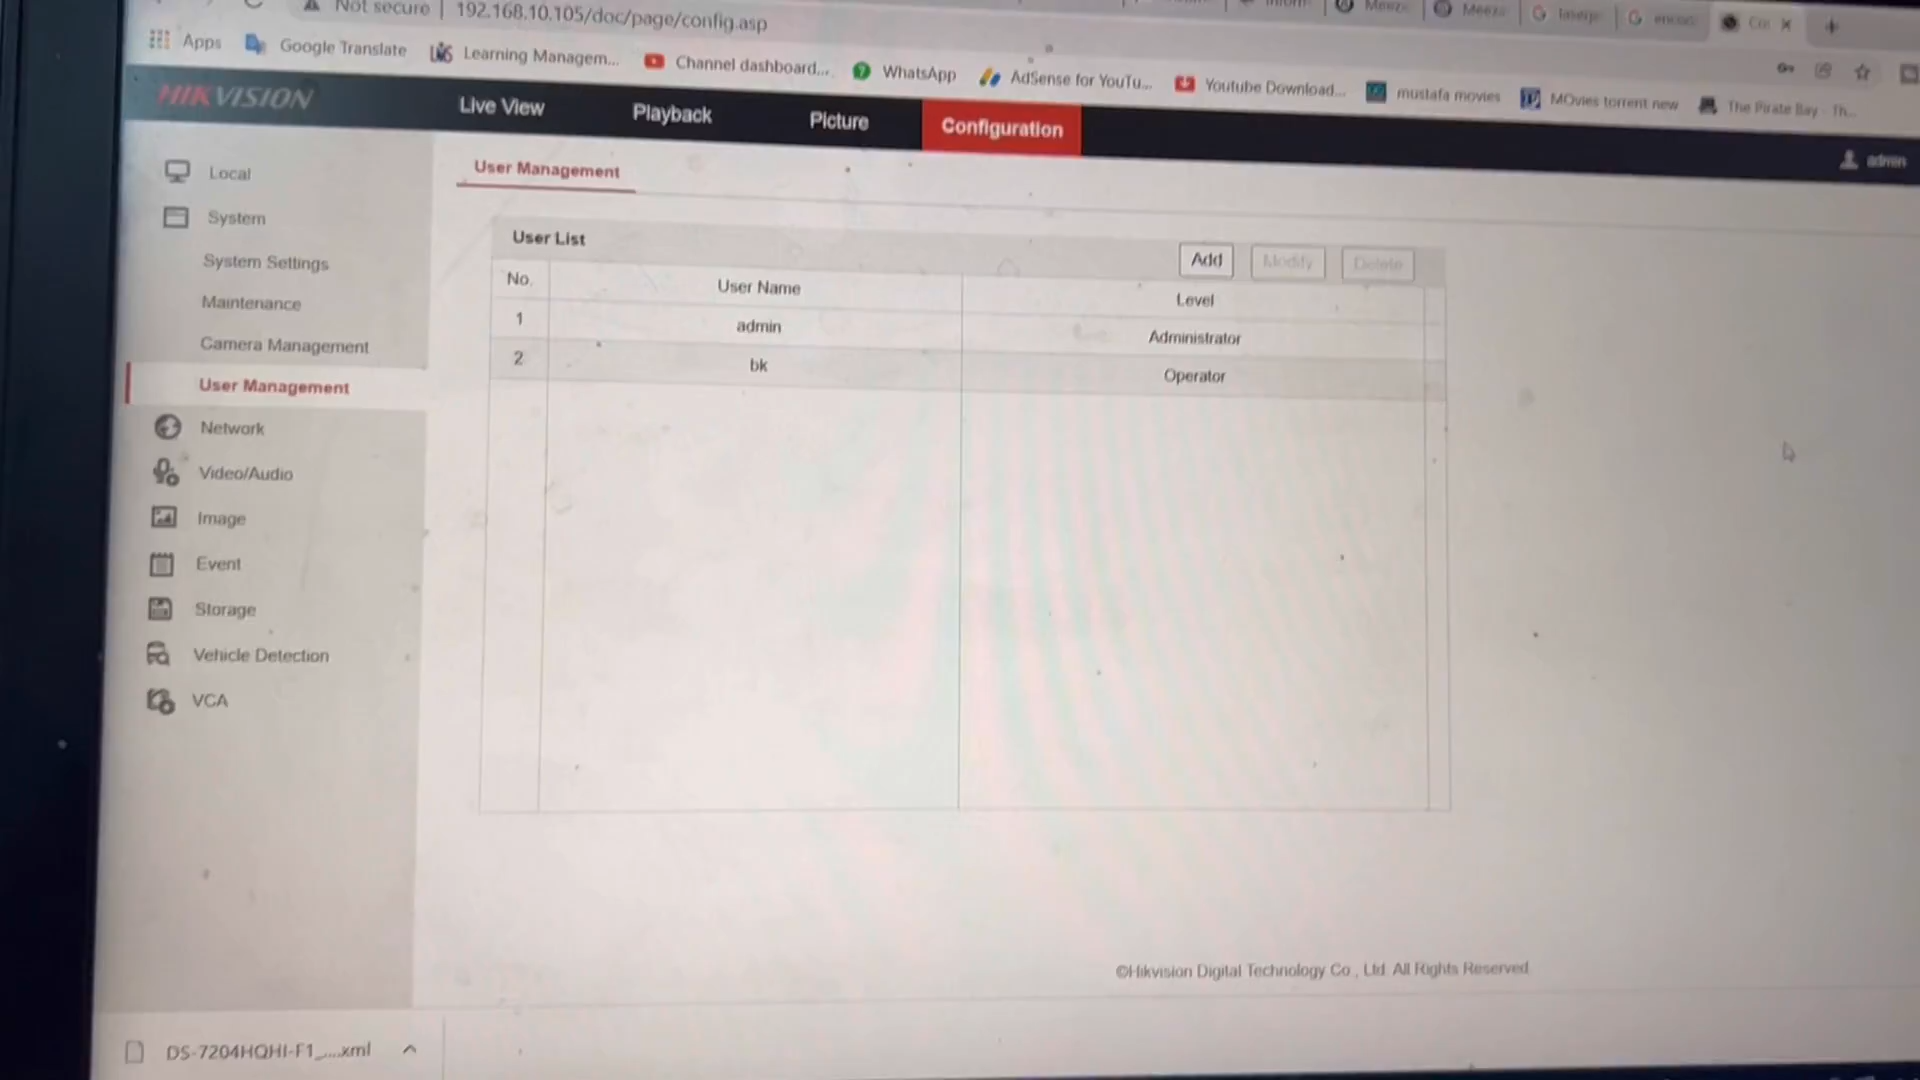 Not secure | 192.168.10.105/doc/page/config.asp
Apps Google Translate Learning Managem... Channel dashboard... WhatsApp AdSense for YouTu... Youtube Download... mustafa movies MOvies torrent new The Pirate Bay - Th...
HIKVISION Live View Playback Picture Configuration
admin
Local
System
System Settings
Maintenance
Camera Management
User Management
Network
Video/Audio
Image
Event
Storage
Vehicle Detection
VCA
User Management
User List Add Modify Delete
No. User Name Level
1 admin Administrator
2 bk Operator
©Hikvision Digital Technology Co., Ltd. All Rights Reserved.
DS-7204HQHI-F1_....xml